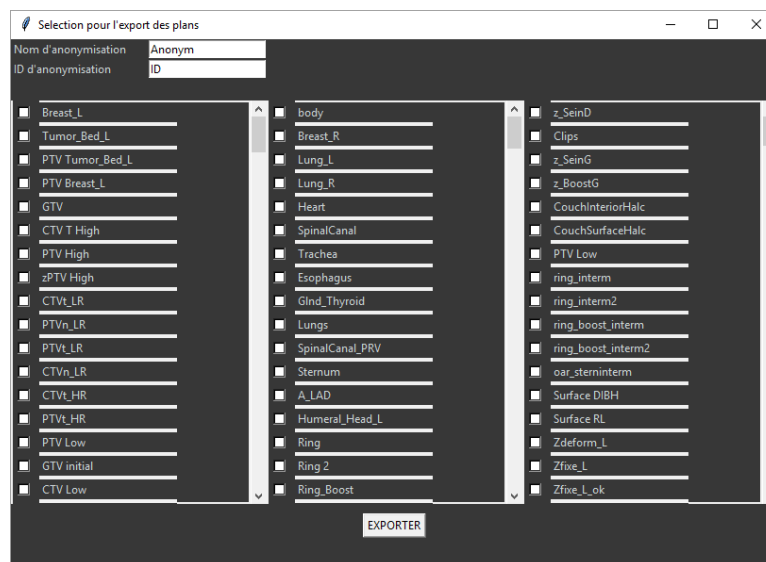 Selection pour l'export des plans
Nom d'anonymisation Anonym
ID d'anonymisation ID
Breast_L body z_SeinD
Tumor_Bed_L Breast_R Clips
PTV Tumor_Bed_L Lung_L z_SeinG
PTV Breast_L Lung_R z_BoostG
GTV Heart CouchInteriorHalc
CTV T High SpinalCanal CouchSurfaceHalc
PTV High Trachea PTV Low
zPTV High Esophagus ring_interm
CTVt_LR Glnd_Thyroid ring_interm2
PTVn_LR Lungs ring_boost_interm
PTVt_LR SpinalCanal_PRV ring_boost_interm2
CTVn_LR Sternum oar_sterninterm
CTVt_HR A_LAD Surface DIBH
PTVt_HR Humeral_Head_L Surface RL
PTV Low Ring Zdeform_L
GTV initial Ring 2 Zfixe_L
CTV Low Ring_Boost Zfixe_L_ok
EXPORTER